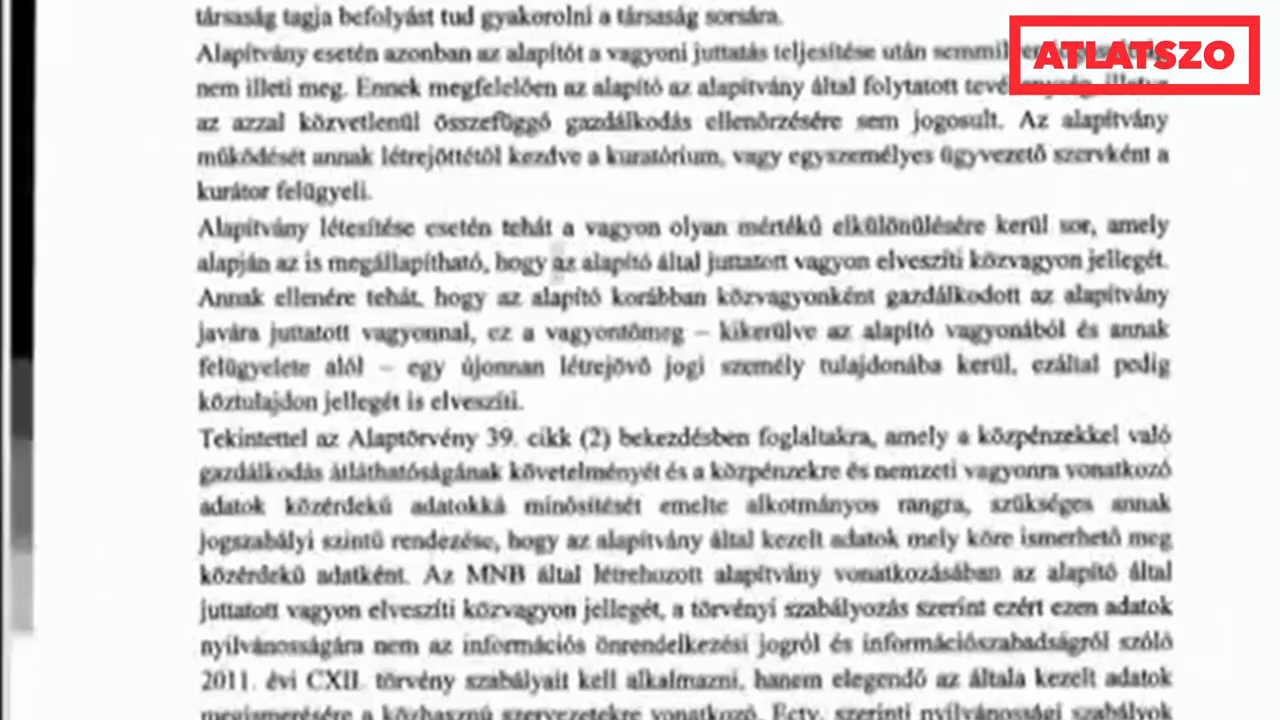 társaság tagja befolyást tud gyakorolni a társaság sorsára.
Alapítvány esetén azonban az alapítót a vagyoni juttatás teljesítése után
ATLATSZO
nem illeti meg. Ennek megfelelően az alapító az alapítvány által folytatott
az azzal közvetlenül összefüggő gazdálkodás ellenőrzésére sem jogosult. Az alapítvány
működését annak létrejöttétől kezdve a kuratórium, vagy egyszemélyes ügyvezető szervként a
kurátor felügyeli.
Alapítvány létesítése esetén tehát a vagyon olyan mértékű elkülönülésére kerül sor, amely
alapján az is megállapítható, hogy az alapító által juttatott vagyon elveszíti közvagyon jellegét.
Annak ellenére tehát, hogy az alapító korábban közvagyonként gazdálkodott az alapítvány
javára juttatott vagyonnal, ez a vagyontömeg – kikerülve az alapító vagyonából és annak
felügyelete alól – egy újonnan létrejövő jogi személy tulajdonába kerül, ezáltal pedig
köztulajdon jellegét is elveszíti.
Tekintettel az Alaptörvény 39. cikk (2) bekezdésben foglaltakra, amely a közpénzekkel való
gazdálkodás átláthatóságának követelményét és a közpénzekre és nemzeti vagyonra vonatkozó
adatok közérdekű adatokká minősítését emelte alkotmányos rangra, szükséges annak
jogszabályi szintű rendezése, hogy az alapítvány által kezelt adatok mely köre ismerhető meg
közérdekű adatként. Az MNB által létrehozott alapítvány vonatkozásában az alapító által
juttatott vagyon elveszíti közvagyon jellegét, a törvényi szabályozás szerint ezért ezen adatok
nyilvánosságára nem az információs önrendelkezési jogról és információszabadságról szóló
2011. évi CXII. törvény szabályait kell alkalmazni, hanem elegendő az általa kezelt adatok
megismerésére a közhasznú szervezetekre vonatkozó, Ectv. szerinti nyilvánossági szabályok